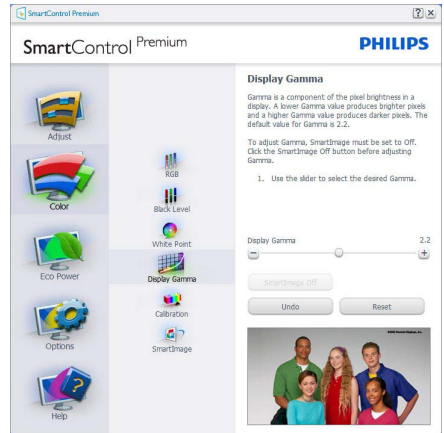 SmartControl Premium
SmartControl Premium
PHILIPS
Adjust
Color
Eco Power
Options
Help
RGB
Black Level
White Point
Display Gamma
Calibration
SmartImage
Display Gamma
Gamma is a component of the pixel brightness in a
display. A lower Gamma value produces brighter pixels
and a higher Gamma value produces darker pixels. The
default value for Gamma is 2.2.
To adjust Gamma, SmartImage must be set to Off.
Click the SmartImage Off button before adjusting
Gamma.
1. Use the slider to select the desired Gamma.
Display Gamma 2.2
SmartImage Off
Undo Reset